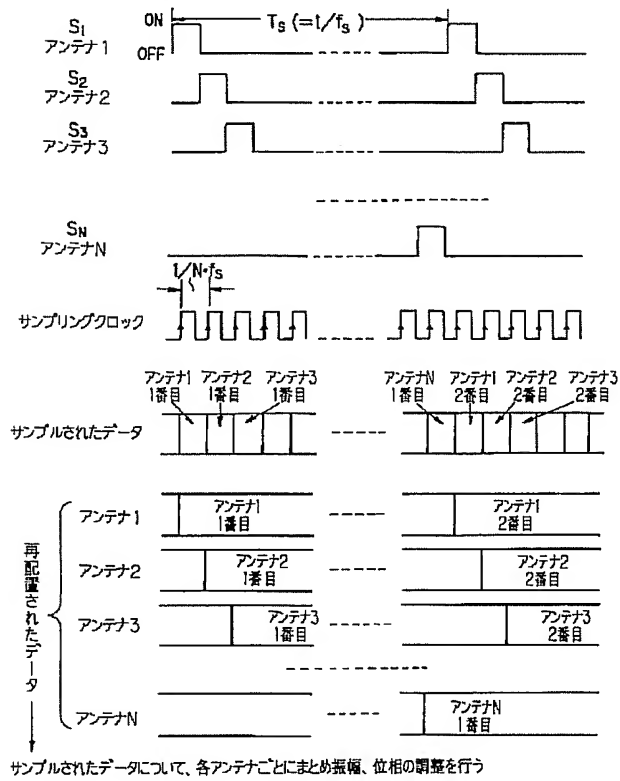 S1
アンテナ1
ON
OFF
Ts (=1/fs)
S2
アンテナ2
S3
アンテナ3
SN
アンテナN
1/N・fs
サンプリングクロック
アンテナ1 アンテナ2 アンテナ3
1番目 1番目 1番目
アンテナN アンテナ1 アンテナ2 アンテナ3
1番目 2番目 2番目 2番目
サンプルされたデータ
再配置されたデータ
アンテナ1
アンテナ1
1番目
アンテナ1
2番目
アンテナ2
アンテナ2
1番目
アンテナ2
2番目
アンテナ3
アンテナ3
1番目
アンテナ3
2番目
アンテナN
アンテナN
1番目
サンプルされたデータについて、各アンテナごとにまとめ振幅、位相の調整を行う